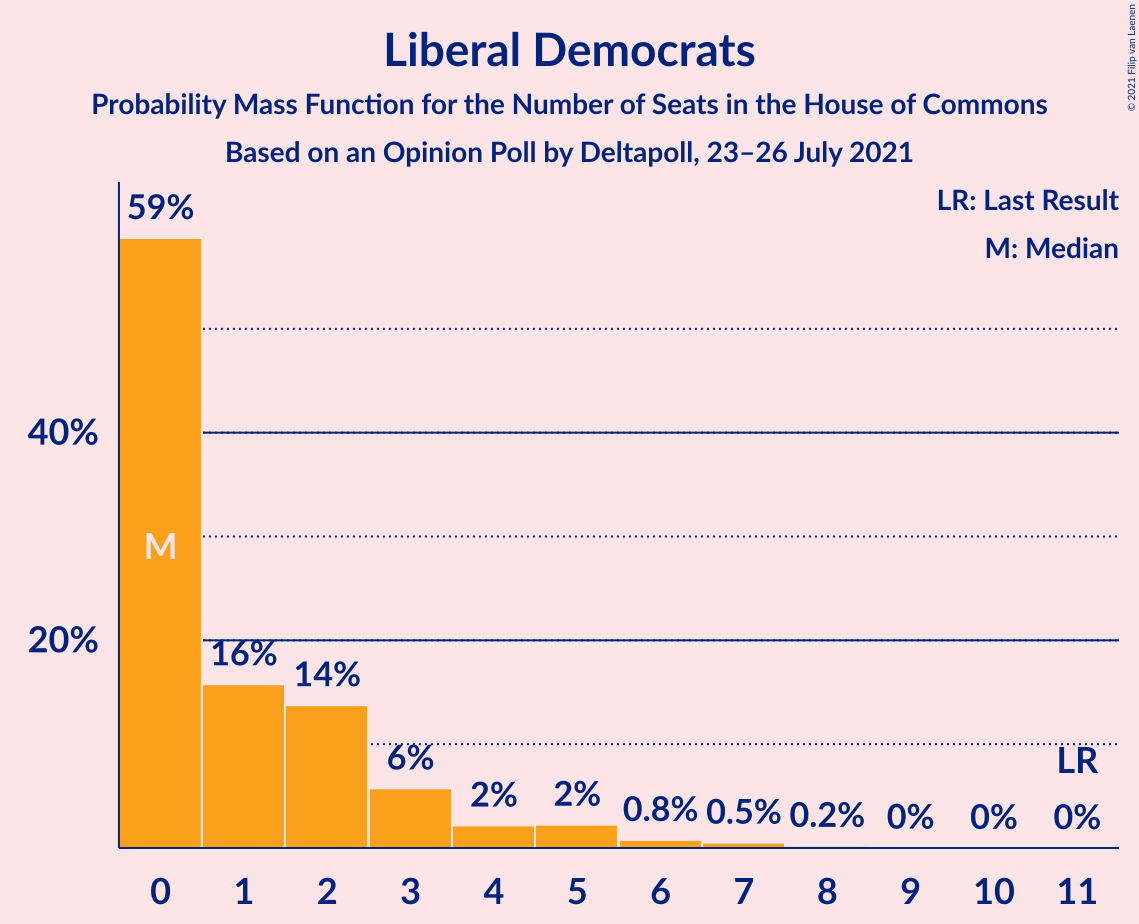 Liberal Democrats
Probability Mass Function for the Number of Seats in the House of Commons
Based on an Opinion Poll by Deltapoll, 23–26 July 2021
© 2021 Filip van Laenen
LR: Last Result
M: Median
59%
40%
M
20%
16%
14%
6%
2%
2%
0.8%
0.5%
0.2%
0%
0%
LR
0%
0 1 2 3 4 5 6 7 8 9 10 11